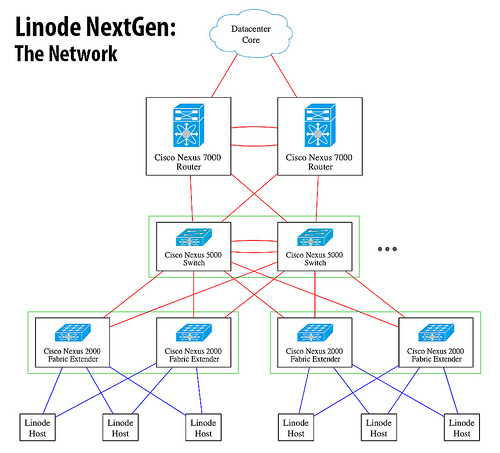 Linode NextGen:
The Network
Datacenter
Core
Cisco Nexus 7000
Router
Cisco Nexus 7000
Router
Cisco Nexus 5000
Switch
Cisco Nexus 5000
Switch
Cisco Nexus 2000
Fabric Extender
Cisco Nexus 2000
Fabric Extender
Cisco Nexus 2000
Fabric Extender
Cisco Nexus 2000
Fabric Extender
Linode
Host
Linode
Host
Linode
Host
Linode
Host
Linode
Host
Linode
Host